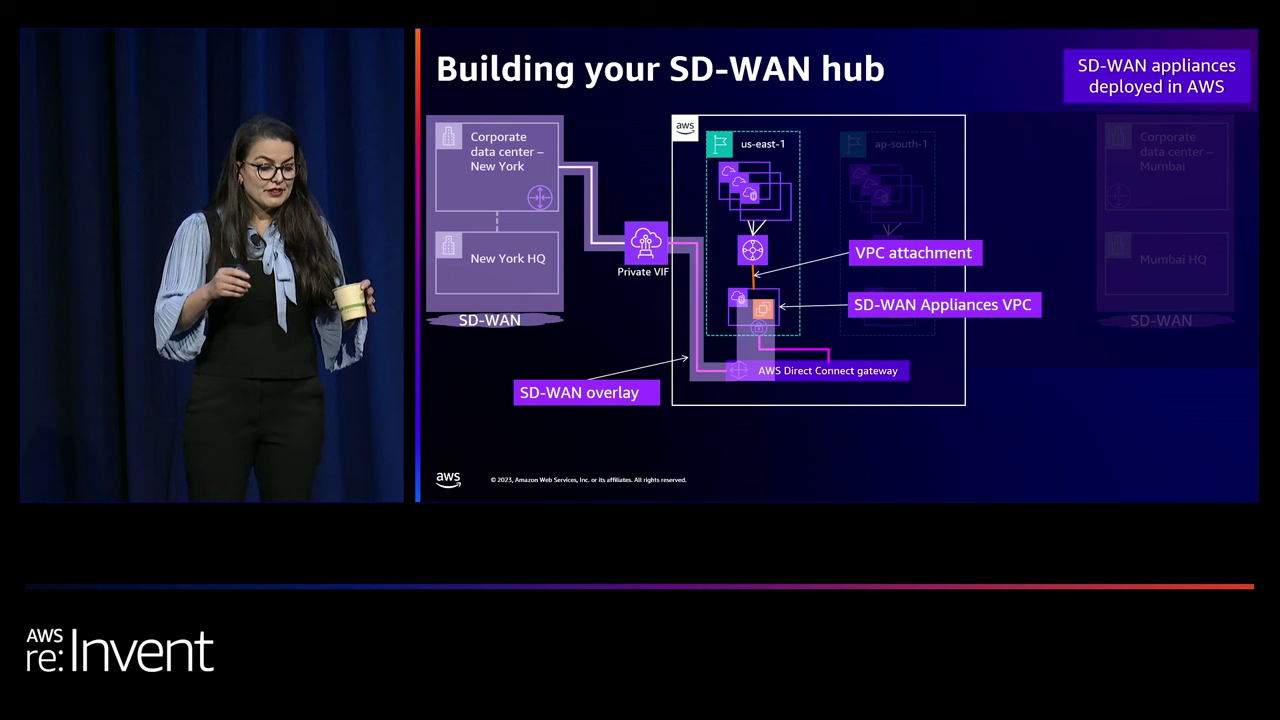 Building your SD-WAN hub
SD-WAN appliances
deployed in AWS
Corporate
data center –
New York
New York HQ
SD-WAN
Private VIF
aws
us-east-1
ap-south-1
VPC attachment
SD-WAN Appliances VPC
AWS Direct Connect gateway
SD-WAN overlay
Corporate
data center –
Mumbai
Mumbai HQ
SD-WAN
aws
© 2023, Amazon Web Services, Inc. or its affiliates. All rights reserved.
AWS
re:Invent